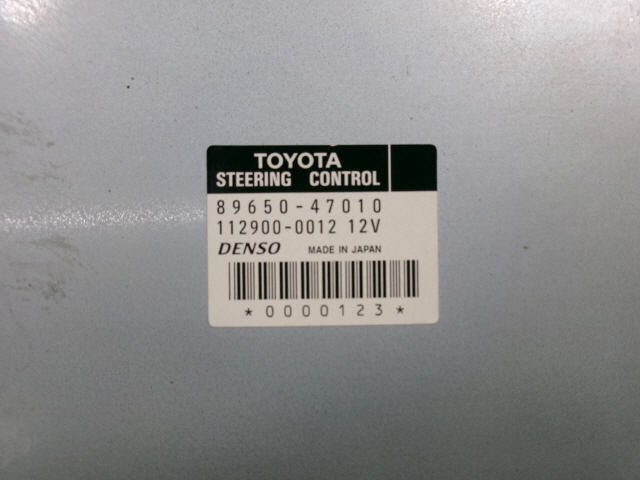 TOYOTA
STEERING CONTROL
89650-47010
112900-0012 12V
DENSO MADE IN JAPAN
*0000123*